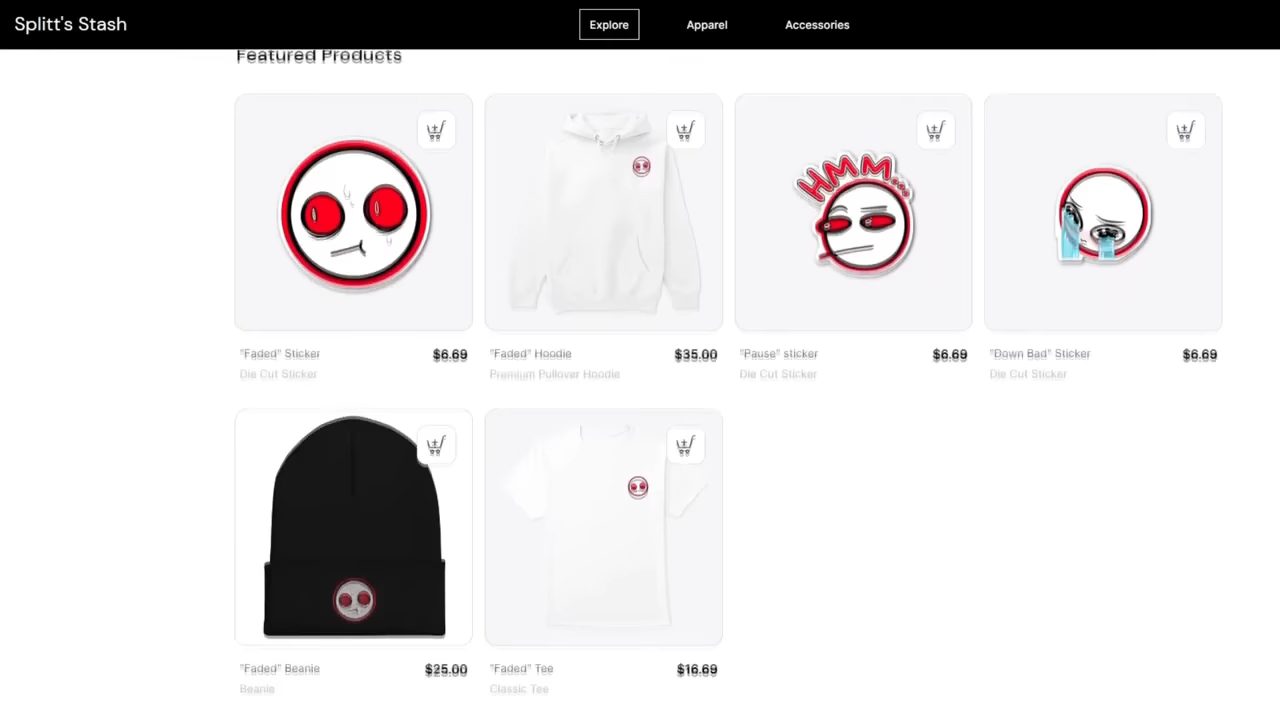 Splitt's Stash
Explore
Apparel
Accessories
Featured Products
HMM...
"Faded" Sticker
$6.69
Die Cut Sticker
"Faded" Hoodie
$35.00
Premium Pullover Hoodie
"Pause" sticker
$6.69
Die Cut Sticker
"Down Bad" Sticker
$6.69
Die Cut Sticker
"Faded" Beanie
$25.00
Beanie
"Faded" Tee
$16.69
Classic Tee